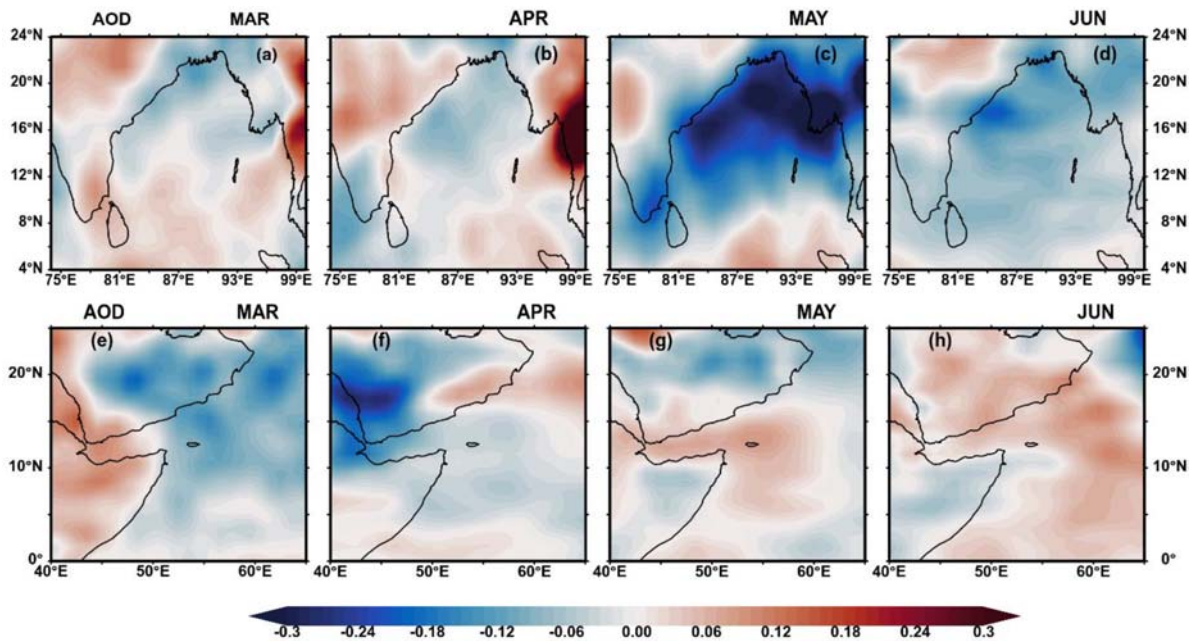 AOD MAR APR MAY JUN
24°N (a) (b) (c) (d) 24°N
20°N 20°N
16°N 16°N
12°N 12°N
8°N 8°N
4°N 4°N
75°E 81°E 87°E 93°E 99°E 75°E 81°E 87°E 93°E 99°E 75°E 81°E 87°E 93°E 99°E 75°E 81°E 87°E 93°E 99°E
AOD MAR APR MAY JUN
(e) (f) (g) (h)
20°N 20°N
10°N 10°N
0° 0°
40°E 50°E 60°E 40°E 50°E 60°E 40°E 50°E 60°E 40°E 50°E 60°E
-0.3 -0.24 -0.18 -0.12 -0.06 0.00 0.06 0.12 0.18 0.24 0.3